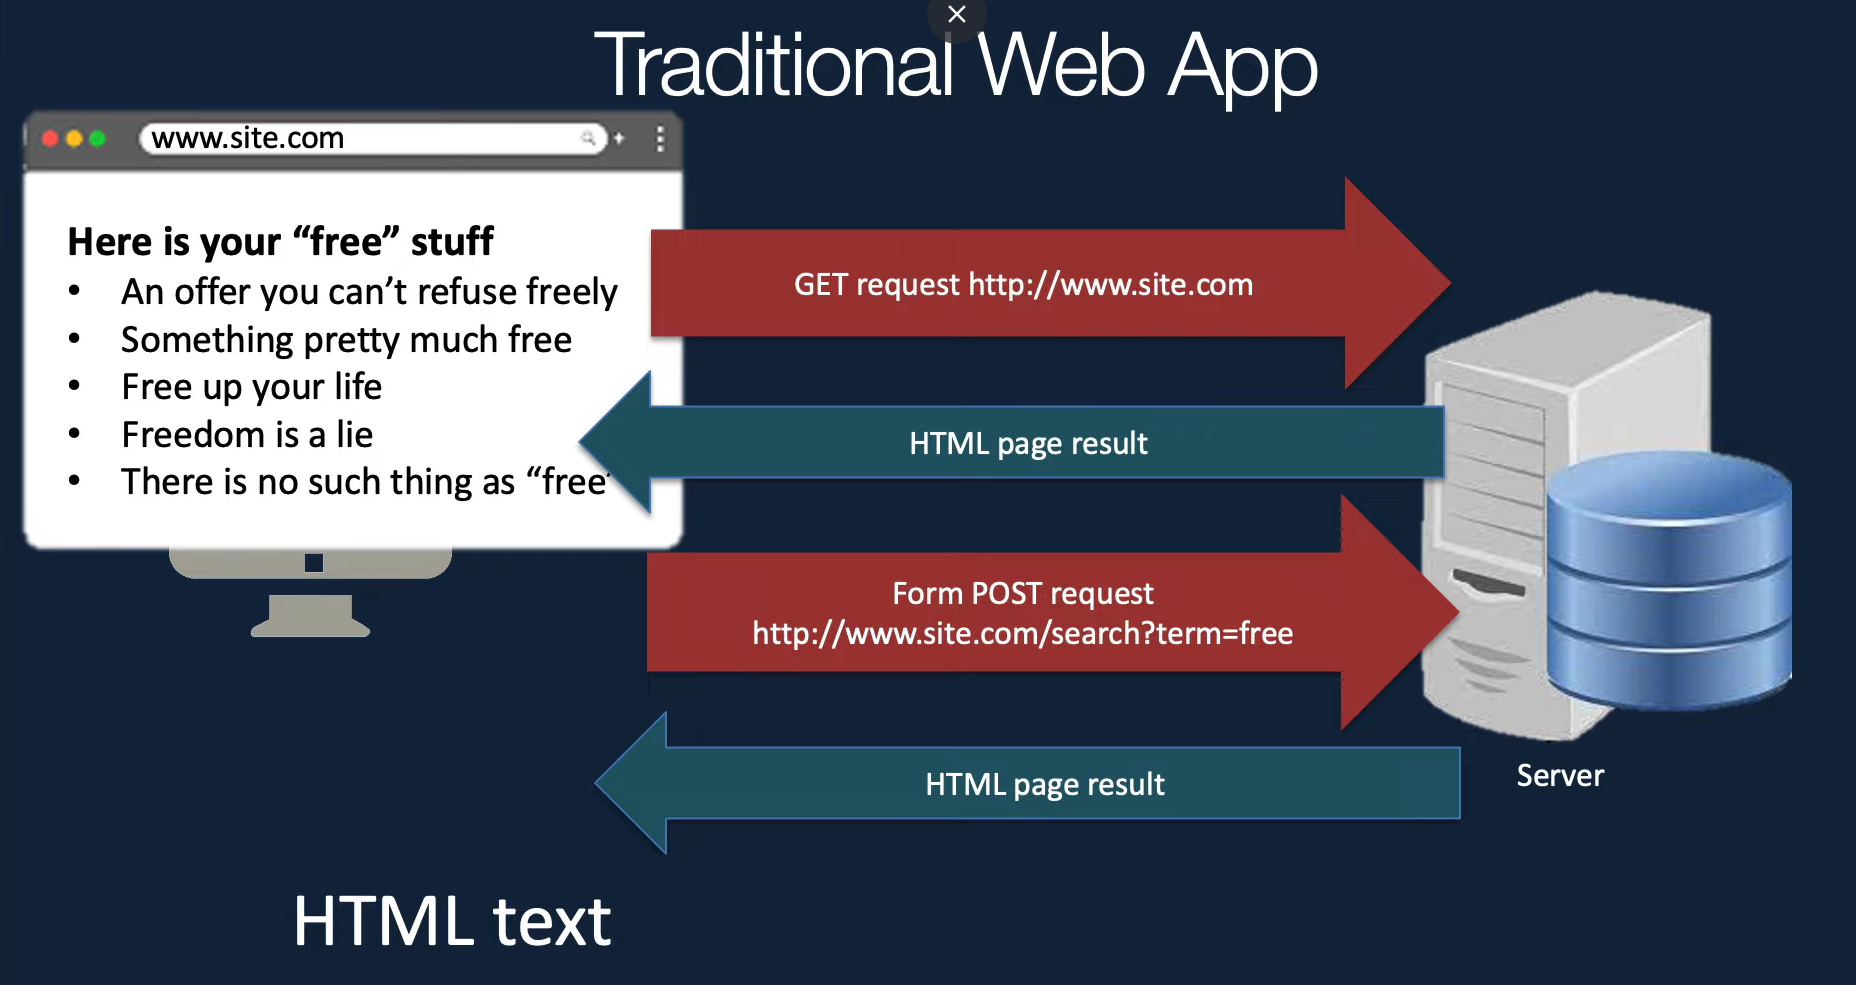 Traditional Web App
www.site.com
Here is your “free” stuff
• An offer you can’t refuse freely
• Something pretty much free
• Free up your life
• Freedom is a lie
• There is no such thing as “free”
GET request http://www.site.com
HTML page result
Form POST request
http://www.site.com/search?term=free
HTML page result
Server
HTML text